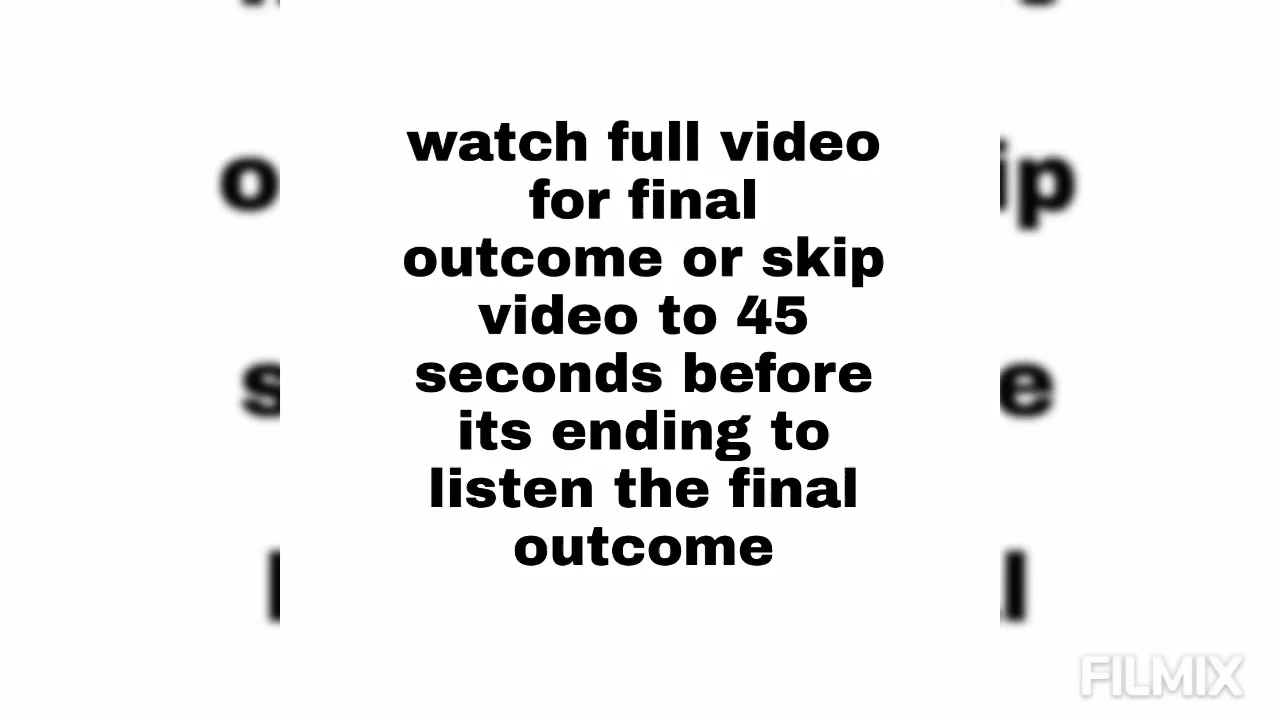 watch full video
for final
outcome or skip
video to 45
seconds before
its ending to
listen the final
outcome
FILMIX